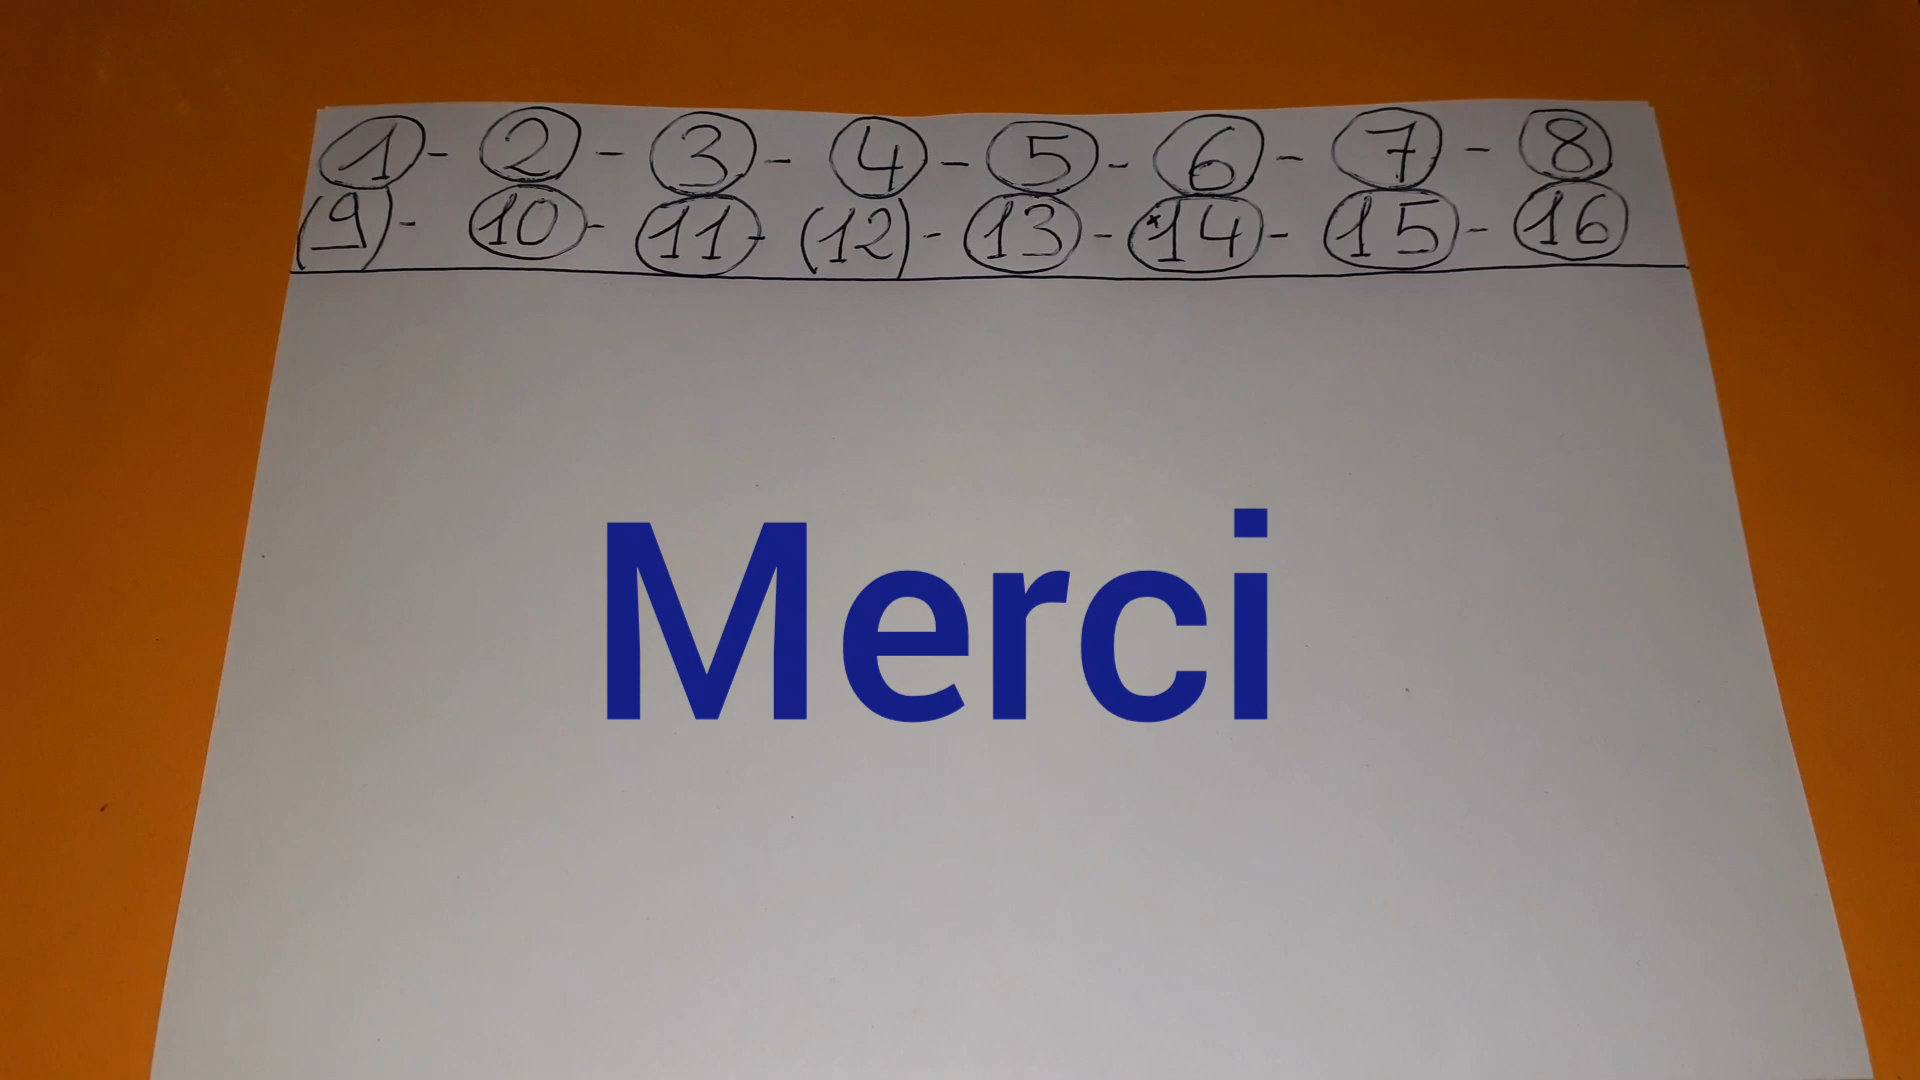 1 - 2 - 3 - 4 - 5 - 6 - 7 - 8
(9) - 10 - 11 - (12) - 13 - *14 - 15 - 16
Merci